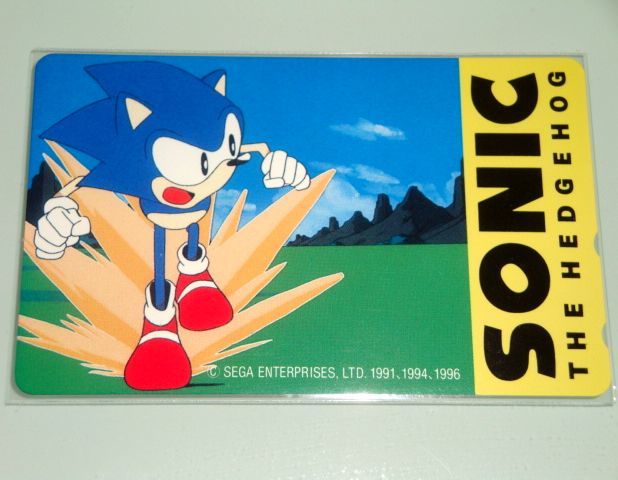 SONIC
THE HEDGEHOG
© SEGA ENTERPRISES, LTD. 1991、1994、1996